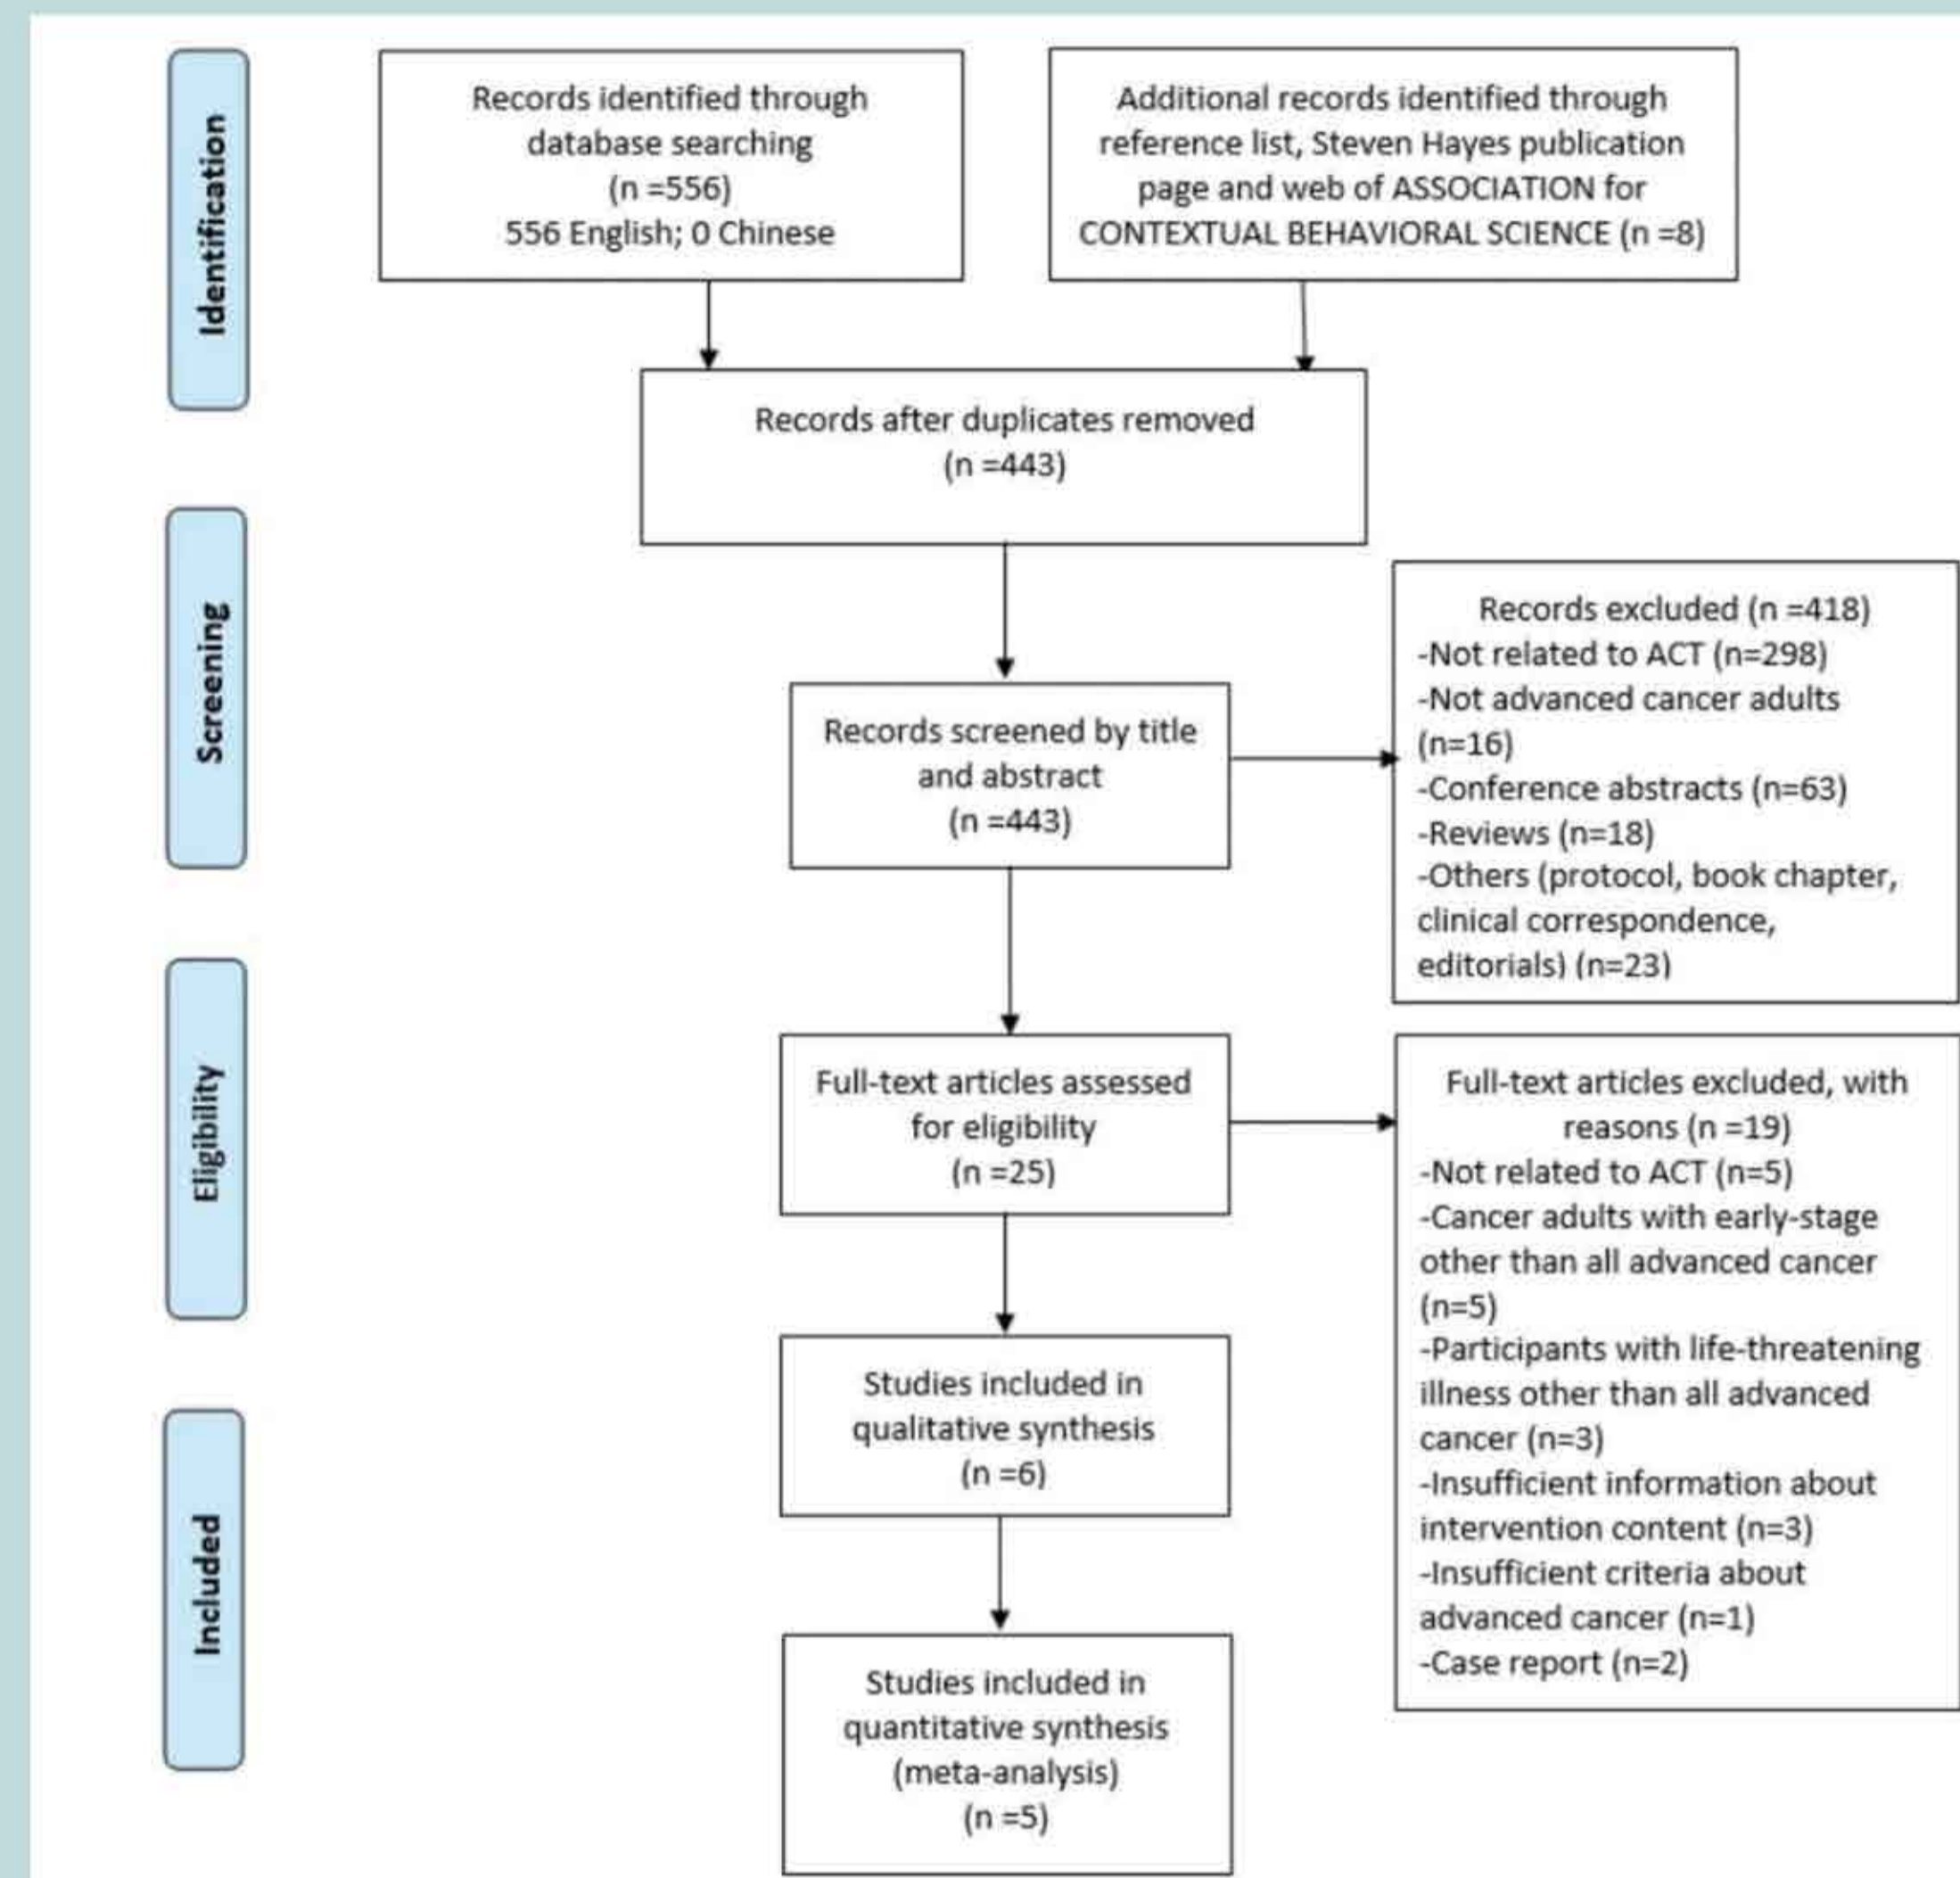 Identification
Records identified through
database searching
(n =556)
556 English; 0 Chinese
Additional records identified through
reference list, Steven Hayes publication
page and web of ASSOCIATION for
CONTEXTUAL BEHAVIORAL SCIENCE (n =8)
Records after duplicates removed
(n =443)
Screening
Records screened by title
and abstract
(n =443)
Records excluded (n =418)
-Not related to ACT (n=298)
-Not advanced cancer adults
(n=16)
-Conference abstracts (n=63)
-Reviews (n=18)
-Others (protocol, book chapter,
clinical correspondence,
editorials) (n=23)
Eligibility
Full-text articles assessed
for eligibility
(n =25)
Full-text articles excluded, with
reasons (n =19)
-Not related to ACT (n=5)
-Cancer adults with early-stage
other than all advanced cancer
(n=5)
-Participants with life-threatening
illness other than all advanced
cancer (n=3)
-Insufficient information about
intervention content (n=3)
-Insufficient criteria about
advanced cancer (n=1)
-Case report (n=2)
Included
Studies included in
qualitative synthesis
(n =6)
Studies included in
quantitative synthesis
(meta-analysis)
(n =5)